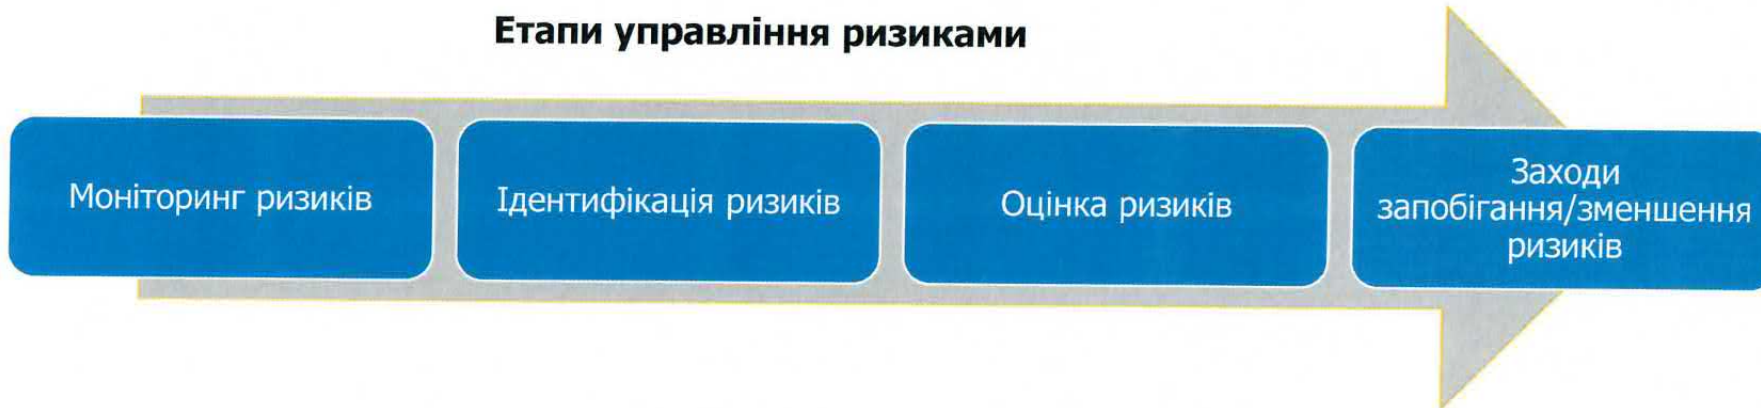 Етапи управління ризиками
Моніторинг ризиків
Ідентифікація ризиків
Оцінка ризиків
Заходи
запобігання/зменшення
ризиків